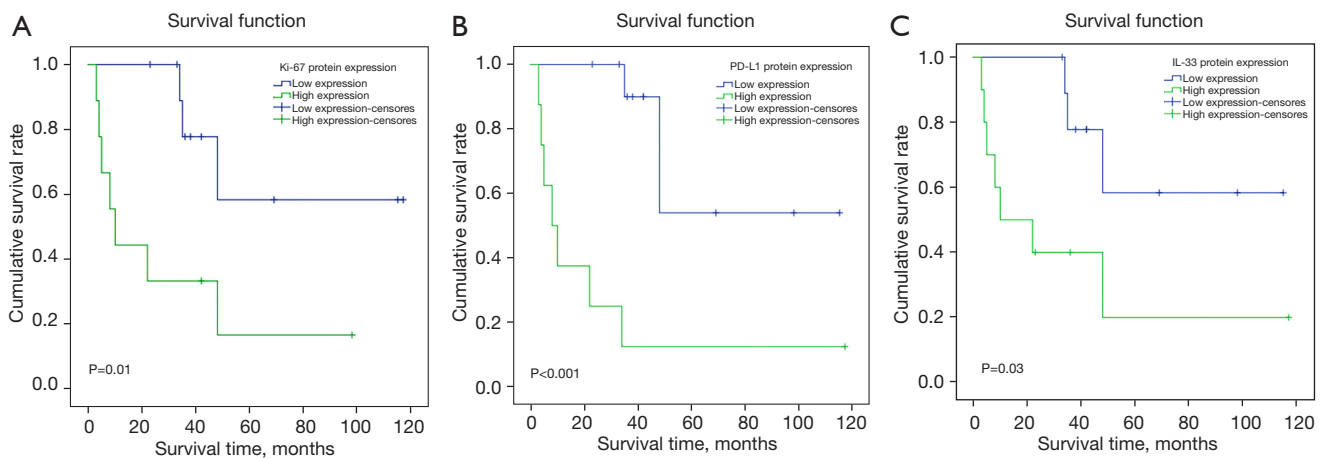 A
Survival function
Ki-67 protein expression
Low expression
High expression
Low expression-censores
High expression-censores
Cumulative survival rate
1.0
0.8
0.6
0.4
0.2
0.0
P=0.01
0 20 40 60 80 100 120
Survival time, months
B
Survival function
PD-L1 protein expression
Low expression
High expression
Low expression-censores
High expression-censores
Cumulative survival rate
1.0
0.8
0.6
0.4
0.2
0.0
P<0.001
0 20 40 60 80 100 120
Survival time, months
C
Survival function
IL-33 protein expression
Low expression
High expression
Low expression-censores
High expression-censores
Cumulative survival rate
1.0
0.8
0.6
0.4
0.2
0.0
P=0.03
0 20 40 60 80 100 120
Survival time, months